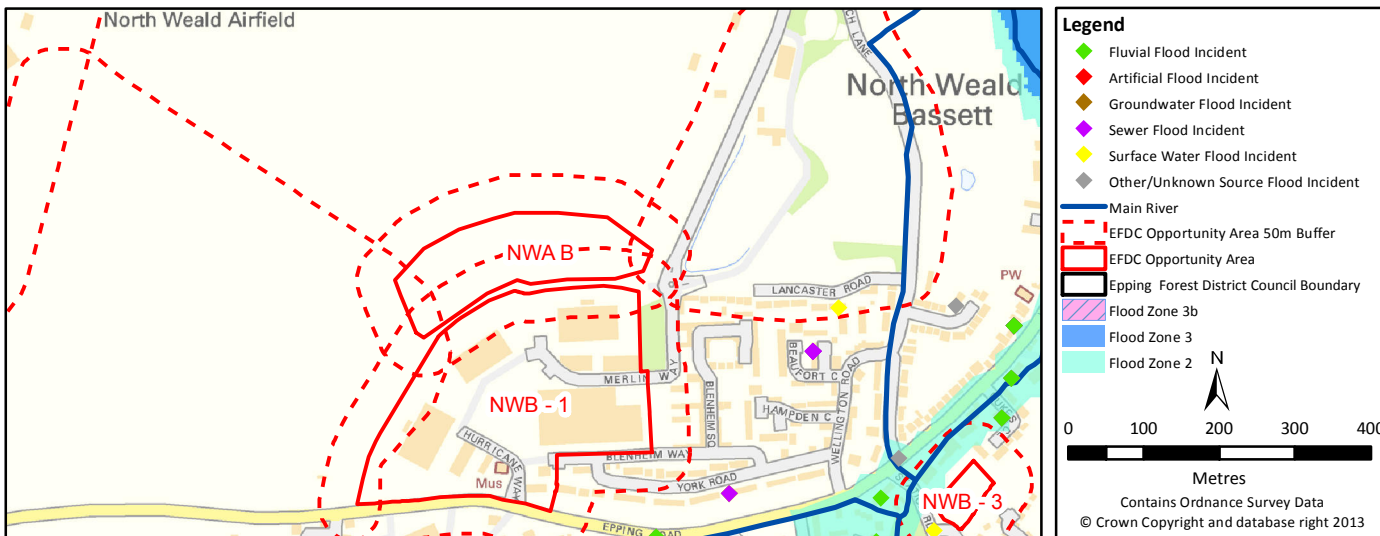 North Weald Airfield
CH LANE
North Weald
Bassett
NWA B
LANCASTER ROAD
PW
MERLIN WAY
BEAUFORT C
BLENHEIM SQ
HAMPDEN C
WELLINGTON ROAD
NWB - 1
HURRICANE WAY
Mus
BLENHEIM WAY
YORK ROAD
EPPING ROAD
NWB - 3
Legend
Fluvial Flood Incident
Artificial Flood Incident
Groundwater Flood Incident
Sewer Flood Incident
Surface Water Flood Incident
Other/Unknown Source Flood Incident
Main River
EFDC Opportunity Area 50m Buffer
EFDC Opportunity Area
Epping Forest District Council Boundary
Flood Zone 3b
Flood Zone 3
Flood Zone 2
N
0 100 200 300 400
Metres
Contains Ordnance Survey Data
© Crown Copyright and database right 2013